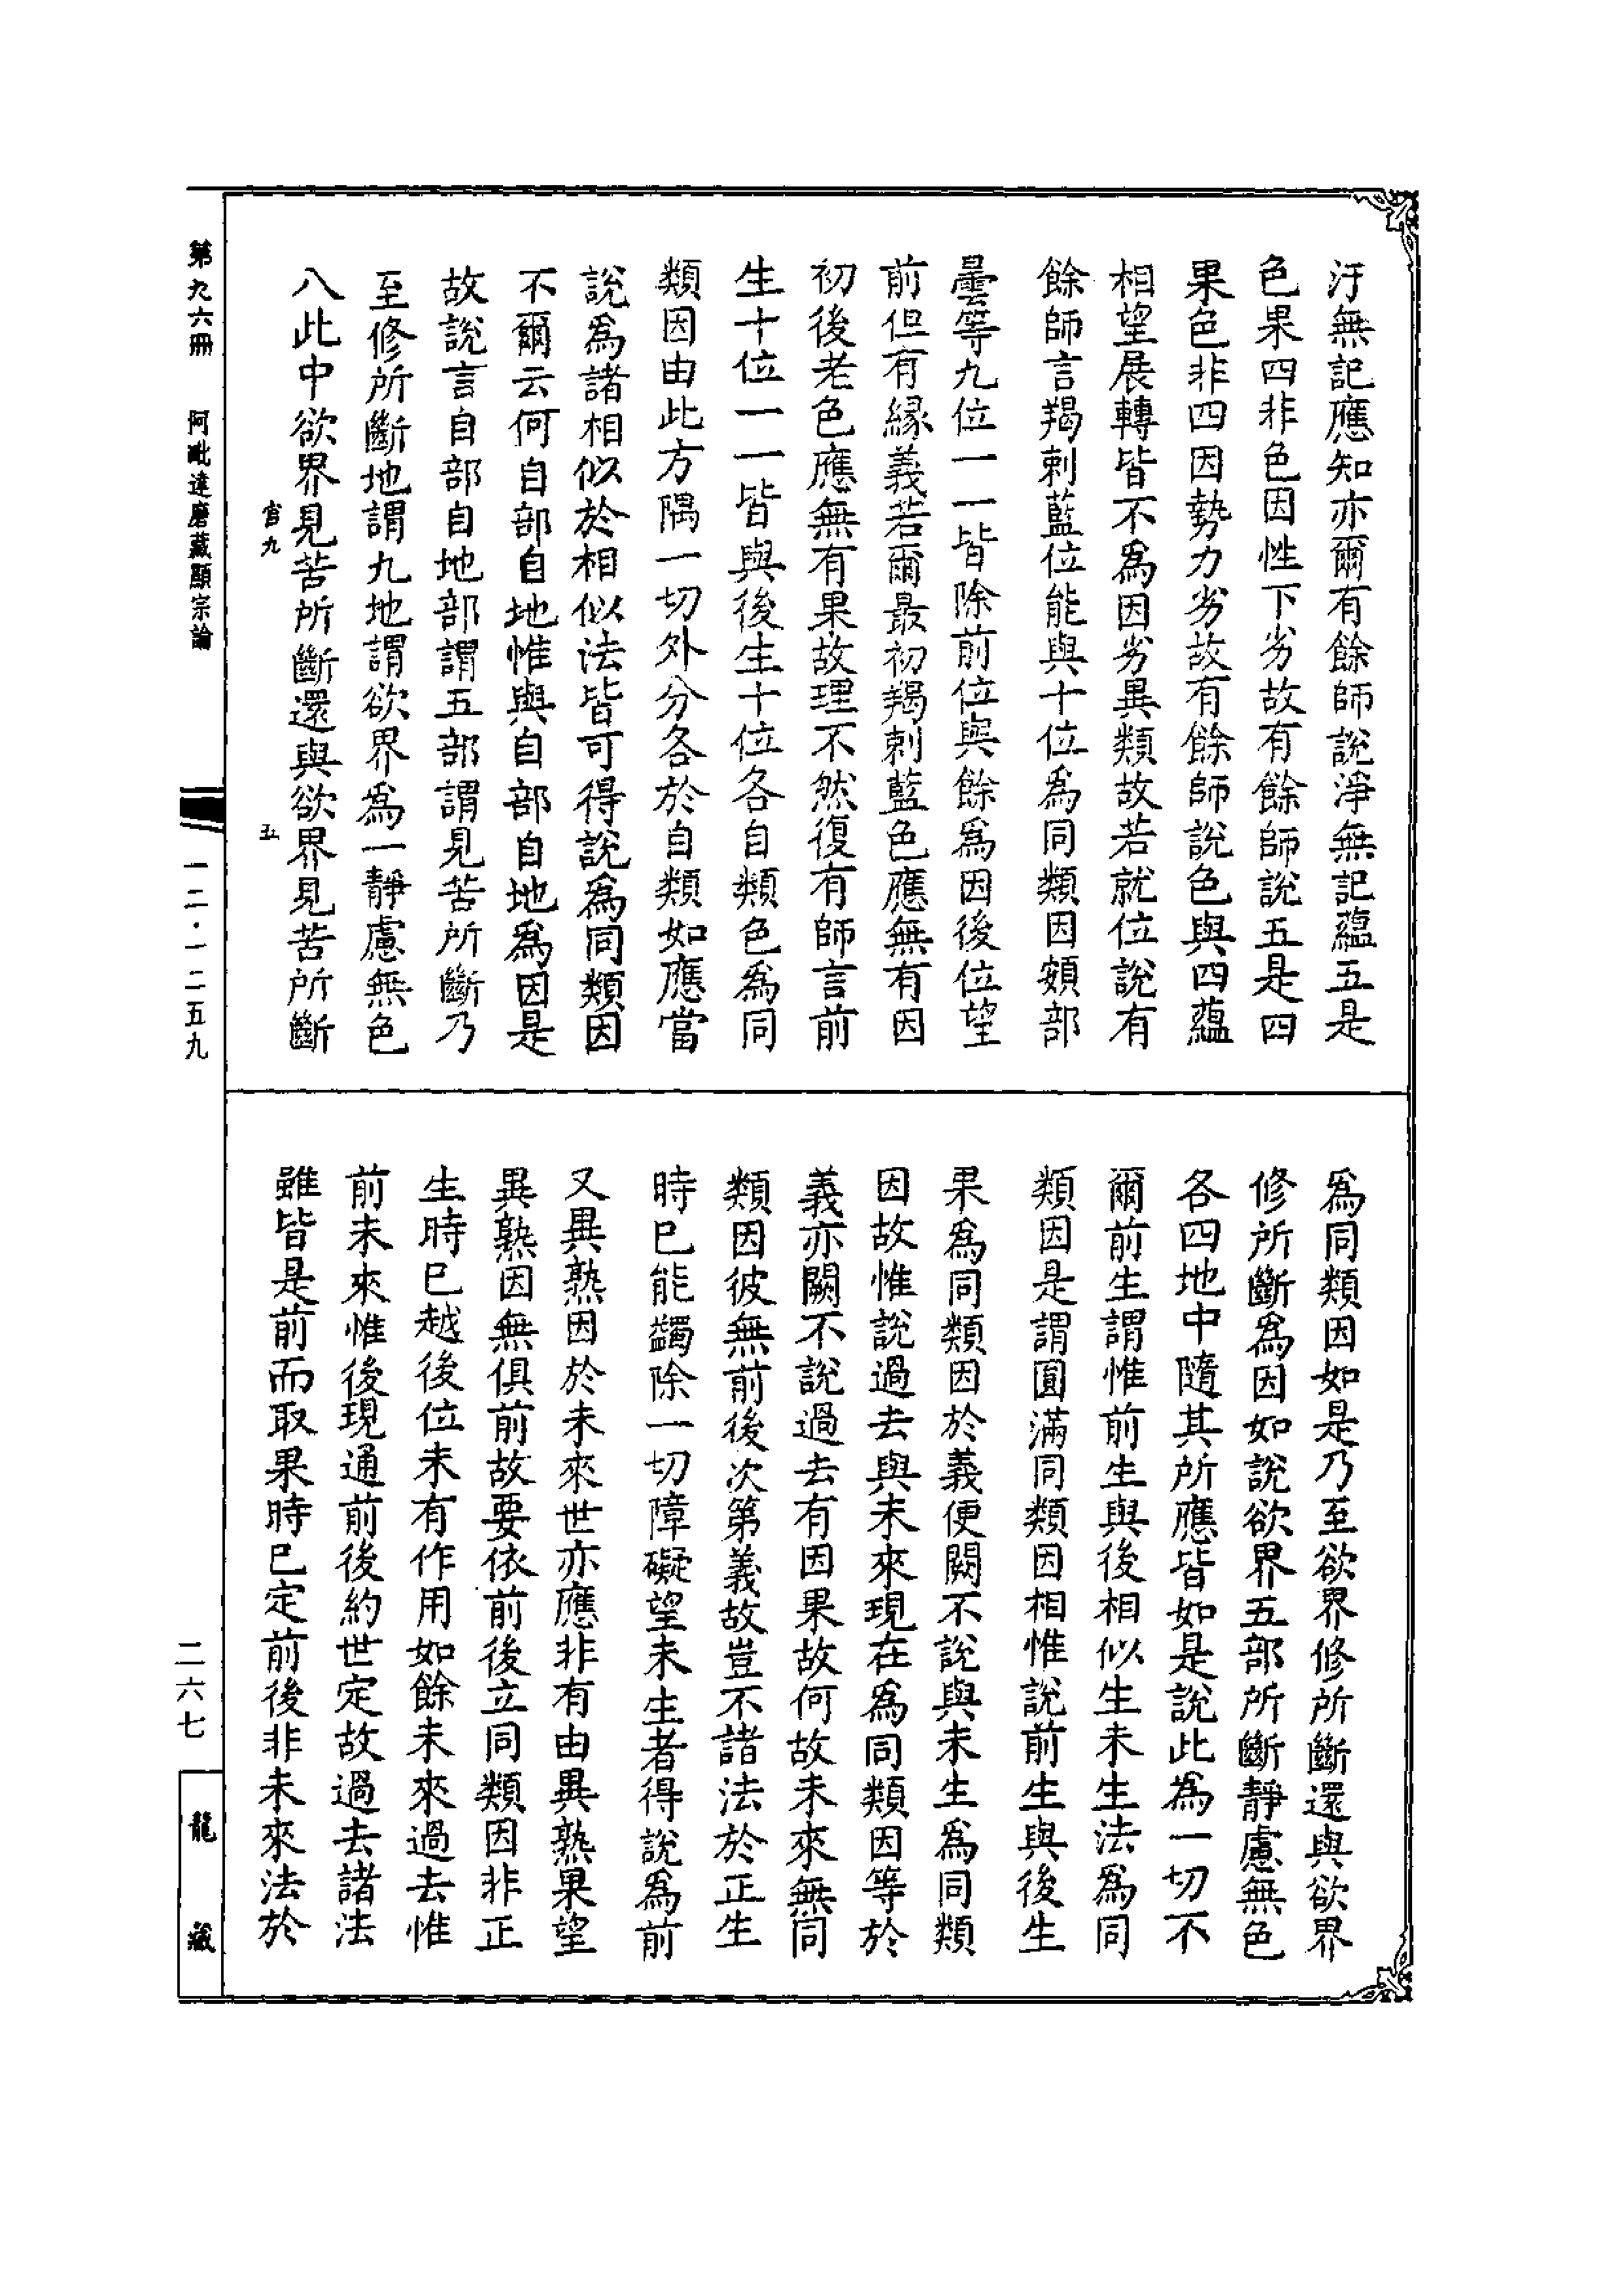 汙無記應知亦爾有餘師說淨無記蘊五是
色果四非色因性下劣故有餘師說五是四
果色非四因勢力劣故有餘師說色與四蘊
相望展轉皆不爲因劣異類故若就位說有
餘師言羯剌藍位能與十位爲同類因頞部
曇等九位一一皆除前位與餘爲因後位望
前但有緣義若爾最初羯剌藍色應無有因
初後老色應無有果故理不然復有師言前
生十位一一皆與後生十位各自類色爲同
類因由此方隅一切外分各於自類如應當
說爲諸相似於相似法皆可得說爲同類因
不爾云何自部自地惟與自部自地爲因是
故說言自部自地部謂五部謂見苦所斷乃
至修所斷地謂九地謂欲界爲一靜慮無色
八此中欲界見苦所斷還與欲界見苦所斷
爲同類因如是乃至欲界修所斷還與欲界
修所斷爲因如說欲界五部所斷靜慮無色
各四地中隨其所應皆如是說此爲一切不
爾前生謂惟前生與後相似生未生法爲同
類因是謂圓滿同類因相惟說前生與後生
果爲同類因於義便闕不說與未生爲同類
因故惟說過去與未來現在爲同類因等於
義亦闕不說過去有因果故何故未來無同
類因彼無前後次第義故豈不諸法於正生
時已能蠲除一切障礙望未生者得說爲前
又異熟因於未來世亦應非有由異熟果望
異熟因無俱前故要依前後立同類因非正
生時已越後位未有作用如餘未來過去惟
前未來惟後現通前後約世定故過去諸法
雖皆是前而取果時已定前後非未來法於
官九
五
第九六冊
阿毗達磨藏顯宗論
一二·一二五九
二六七
龍藏